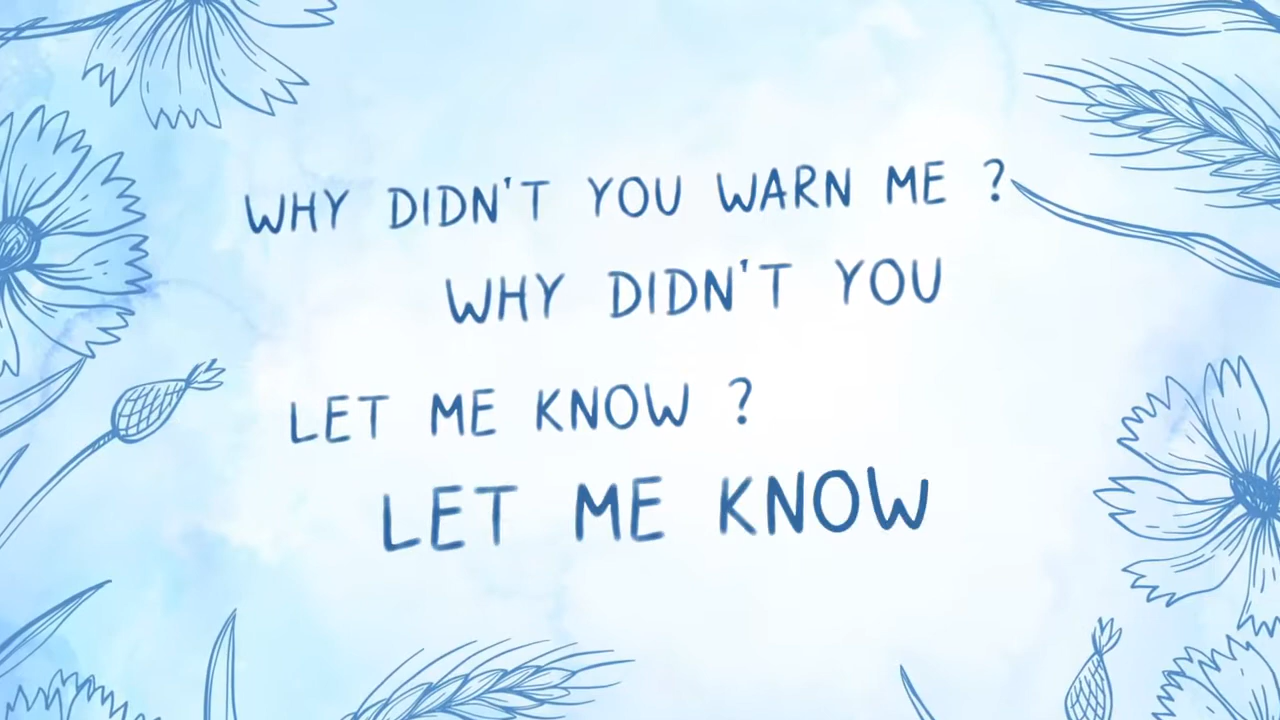 WHY DIDN'T YOU WARN ME ?
WHY DIDN'T YOU
LET ME KNOW ?
LET ME KNOW